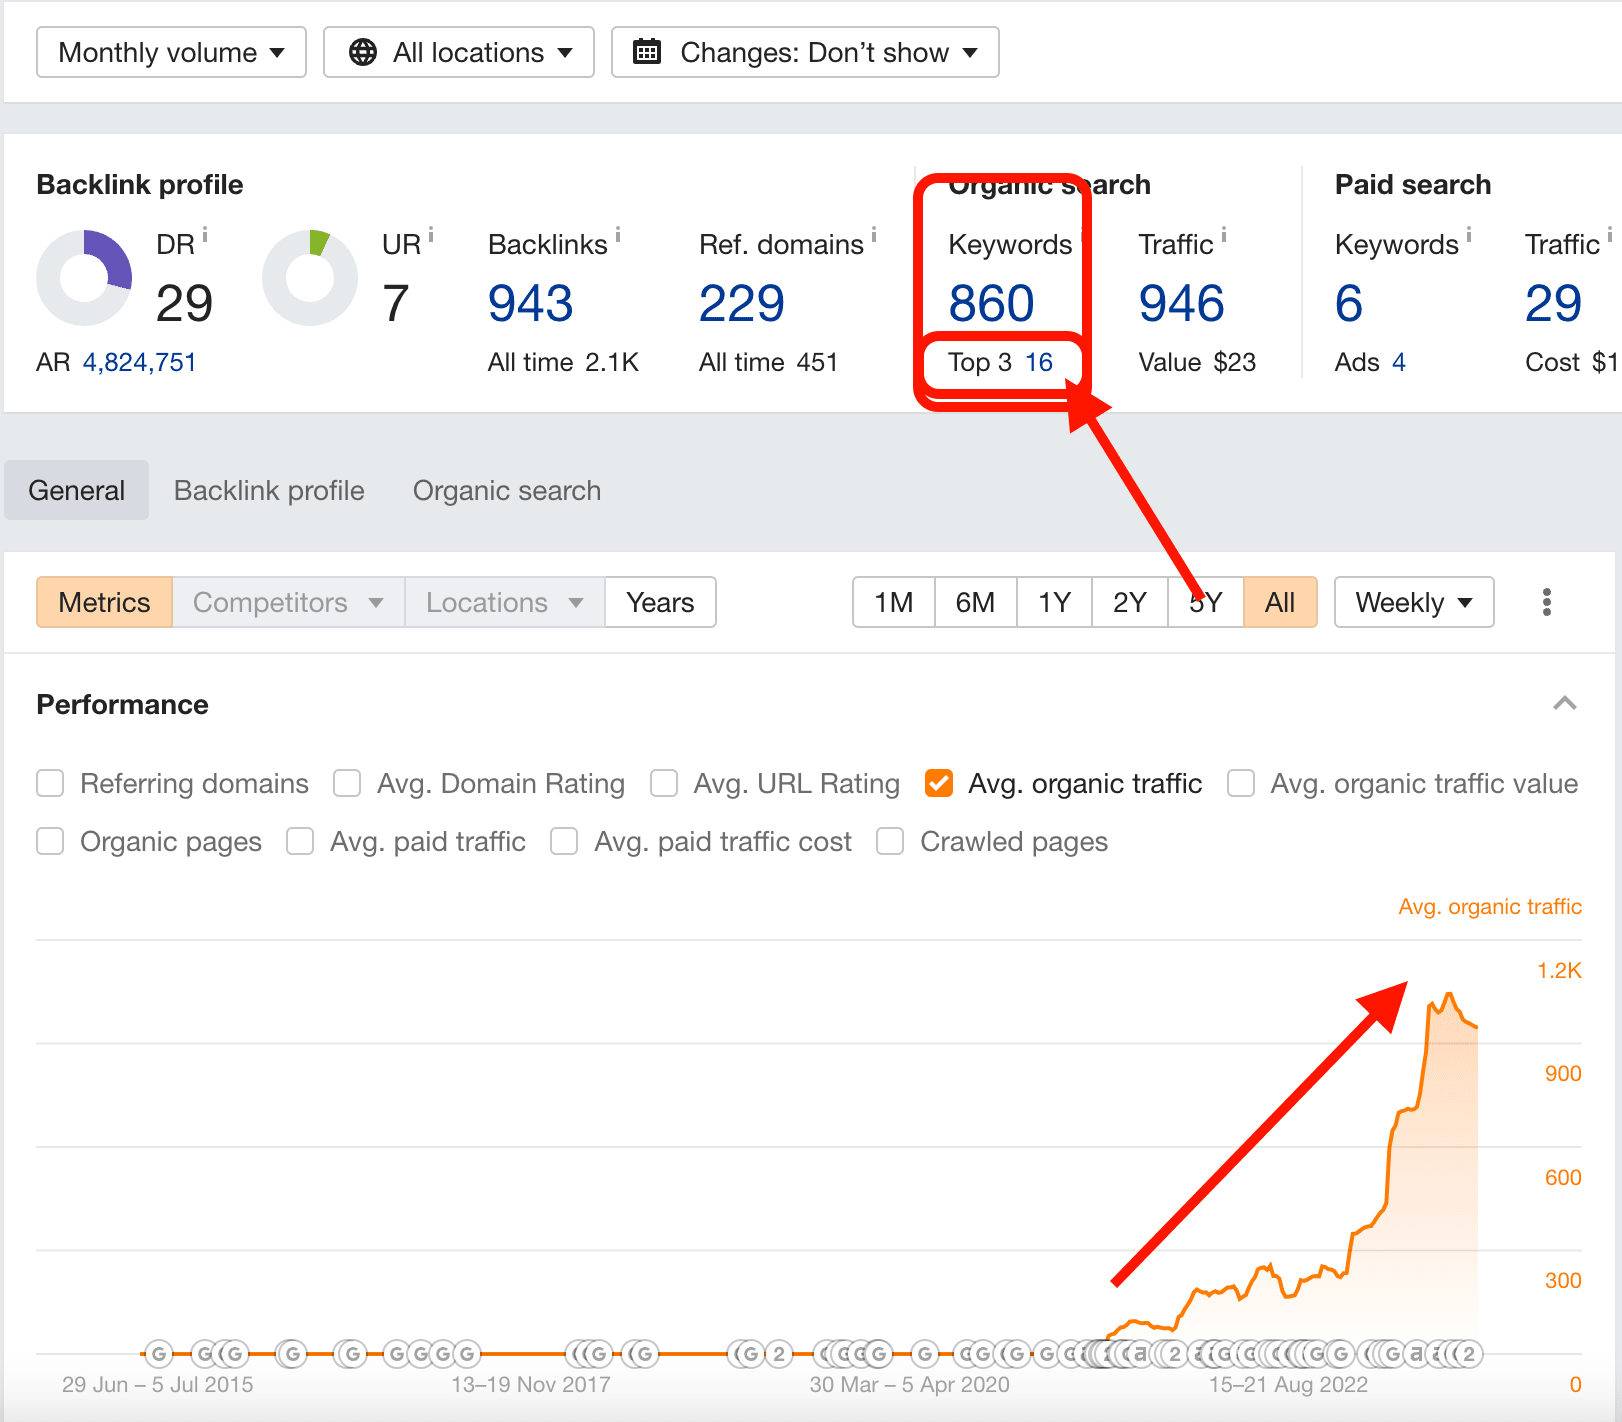 Monthly volume All locations Changes: Don't show
Backlink profile Organic search Paid search
DR UR Backlinks Ref. domains Keywords Traffic Keywords Traffic
29 7 943 229 860 946 6 29
AR 4,824,751 All time 2.1K All time 451 Top 3 16 Value $23 Ads 4 Cost $1
General Backlink profile Organic search
Metrics Competitors Locations Years 1M 6M 1Y 2Y 5Y All Weekly
Performance
Referring domains Avg. Domain Rating Avg. URL Rating Avg. organic traffic Avg. organic traffic value
Organic pages Avg. paid traffic Avg. paid traffic cost Crawled pages
Avg. organic traffic
1.2K
900
600
300
G G G G G G G G G G G G 2 G G G G G G G G 2 G G G G G 2
29 Jun – 5 Jul 2015 13–19 Nov 2017 30 Mar – 5 Apr 2020 15–21 Aug 2022 0